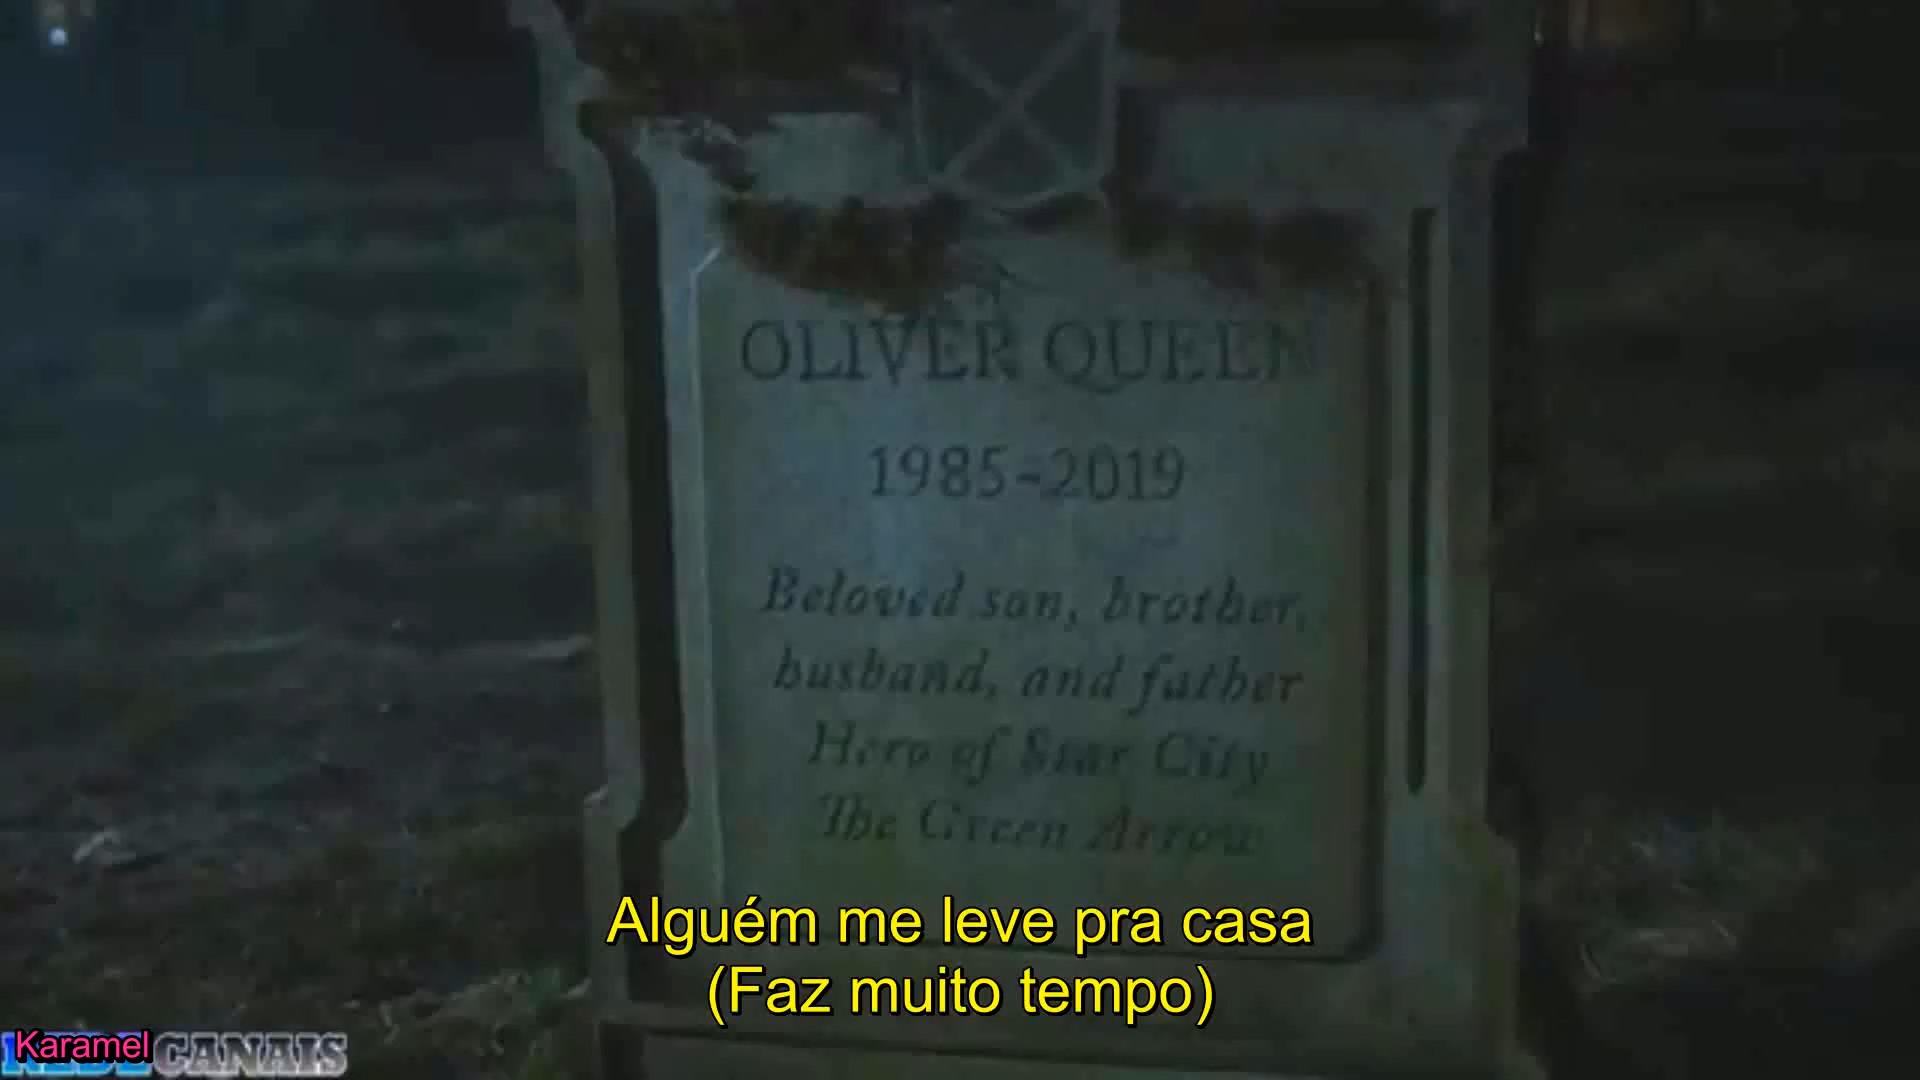 OLIVER QUEEN
1985-2019
Beloved son, brother,
husband, and father
Hero of Star City
The Green Arrow
Alguém me leve pra casa
(Faz muito tempo)
Karamel
CANAIS